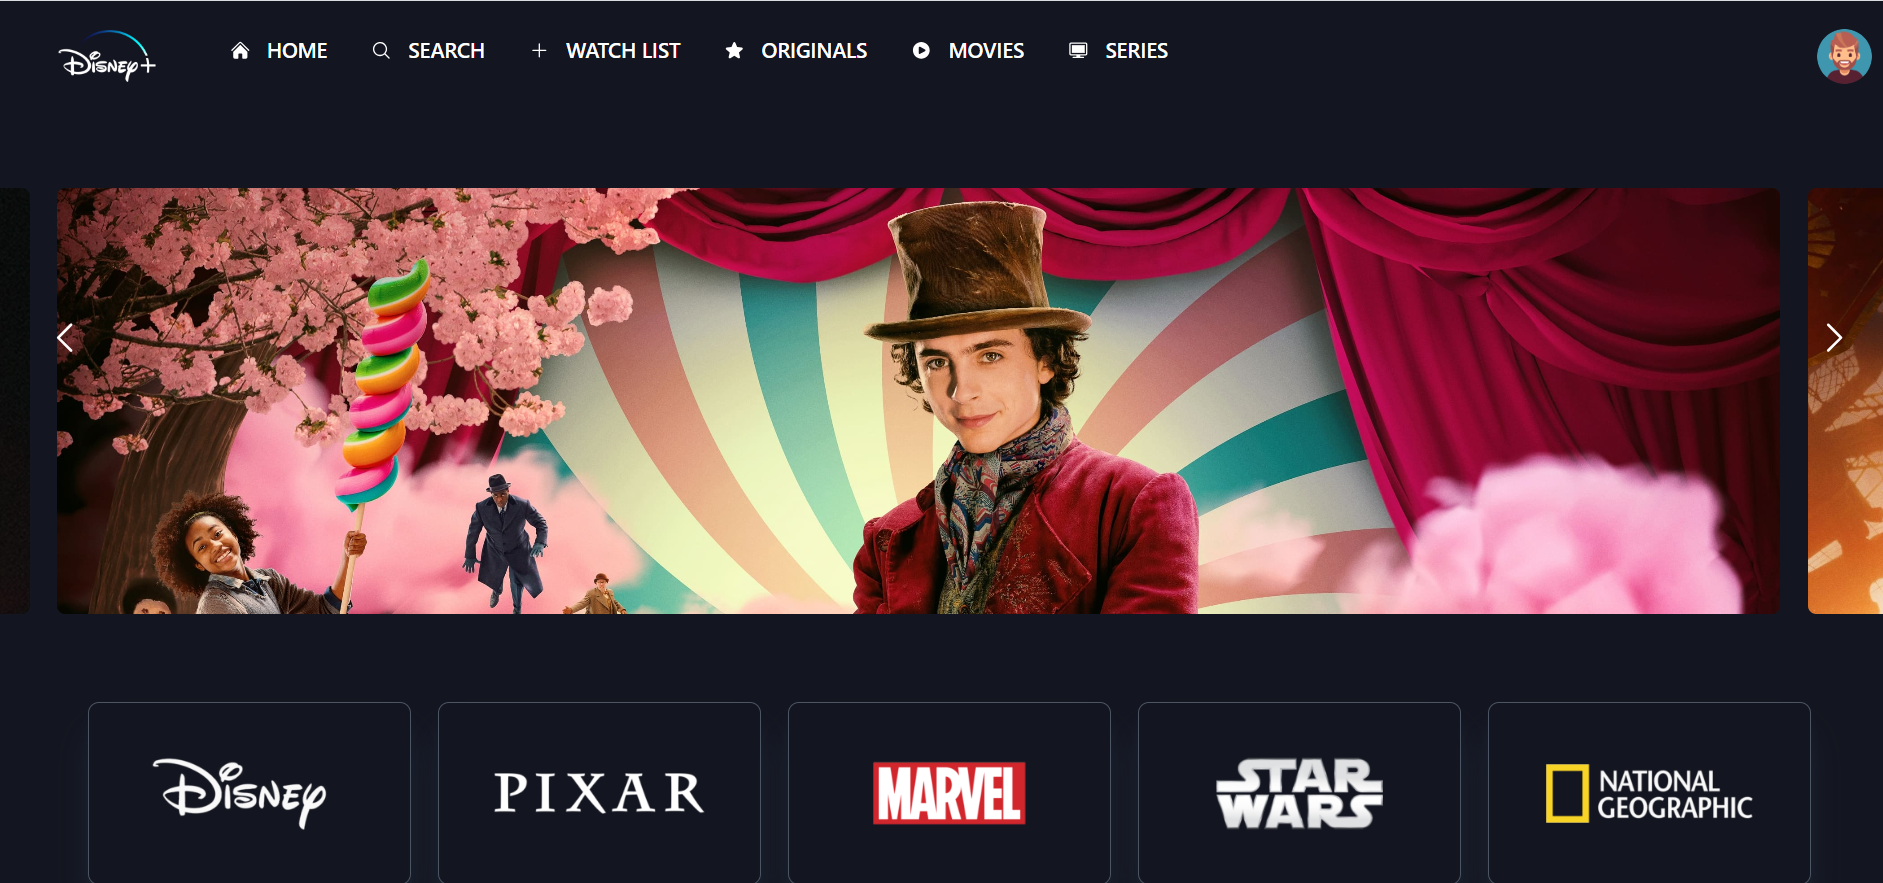 Disney+
HOME
SEARCH
WATCH LIST
ORIGINALS
MOVIES
SERIES
Disney
PIXAR
MARVEL
STAR
WARS
NATIONAL
GEOGRAPHIC